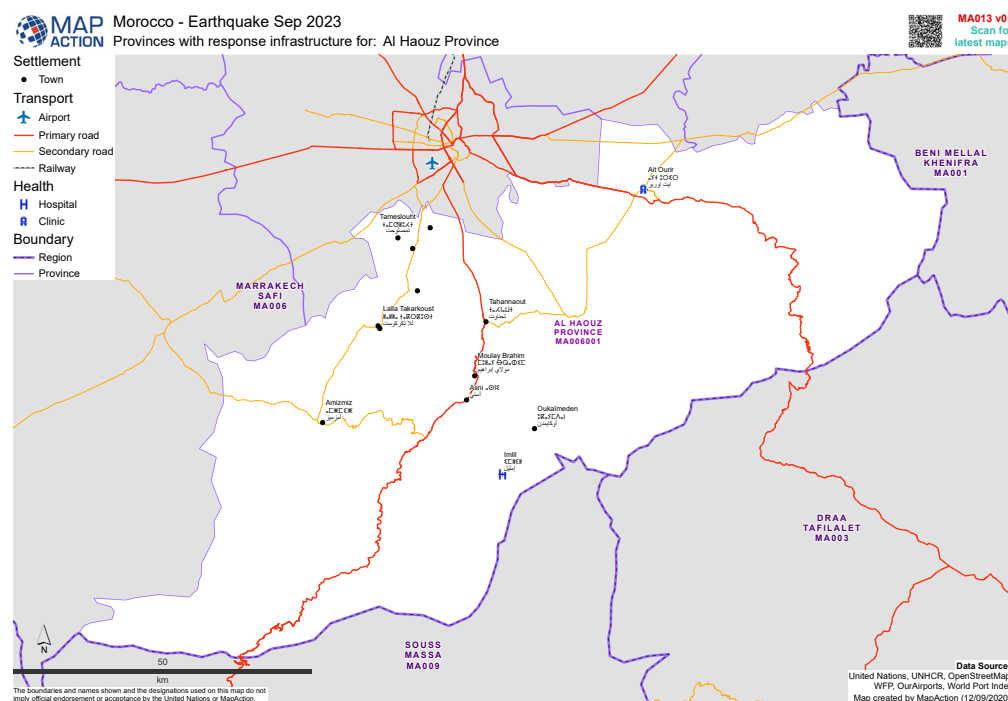 MAP
ACTION
Morocco - Earthquake Sep 2023
Provinces with response infrastructure for: Al Haouz Province
MA013 v0
Scan fo
latest maps
Settlement
Town
Transport
Airport
Primary road
Secondary road
Railway
Health
Hospital
Clinic
Boundary
Region
Province
BENI MELLAL
KHENIFRA
MA001
Ait Ourir
ايت اورير
Tameslouht
تمصلوحت
MARRAKECH
SAFI
MA006
Lalla Takarkoust
للا تكركوست
Tahannaout
تحناوت
AL HAOUZ
PROVINCE
MA006001
Moulay Brahim
مولاي إبراهيم
Asni
أسني
Amizmiz
أمزميز
Oukaïmeden
أوكايمدن
Imlil
إمليل
DRAA
TAFILALET
MA003
SOUSS
MASSA
MA009
N
50
km
The boundaries and names shown and the designations used on this map do not
imply official endorsement or acceptance by the United Nations or MapAction.
Data Source
United Nations, UNHCR, OpenStreetMap
WFP, OurAirports, World Port Inde
Map created by MapAction (12/09/2020